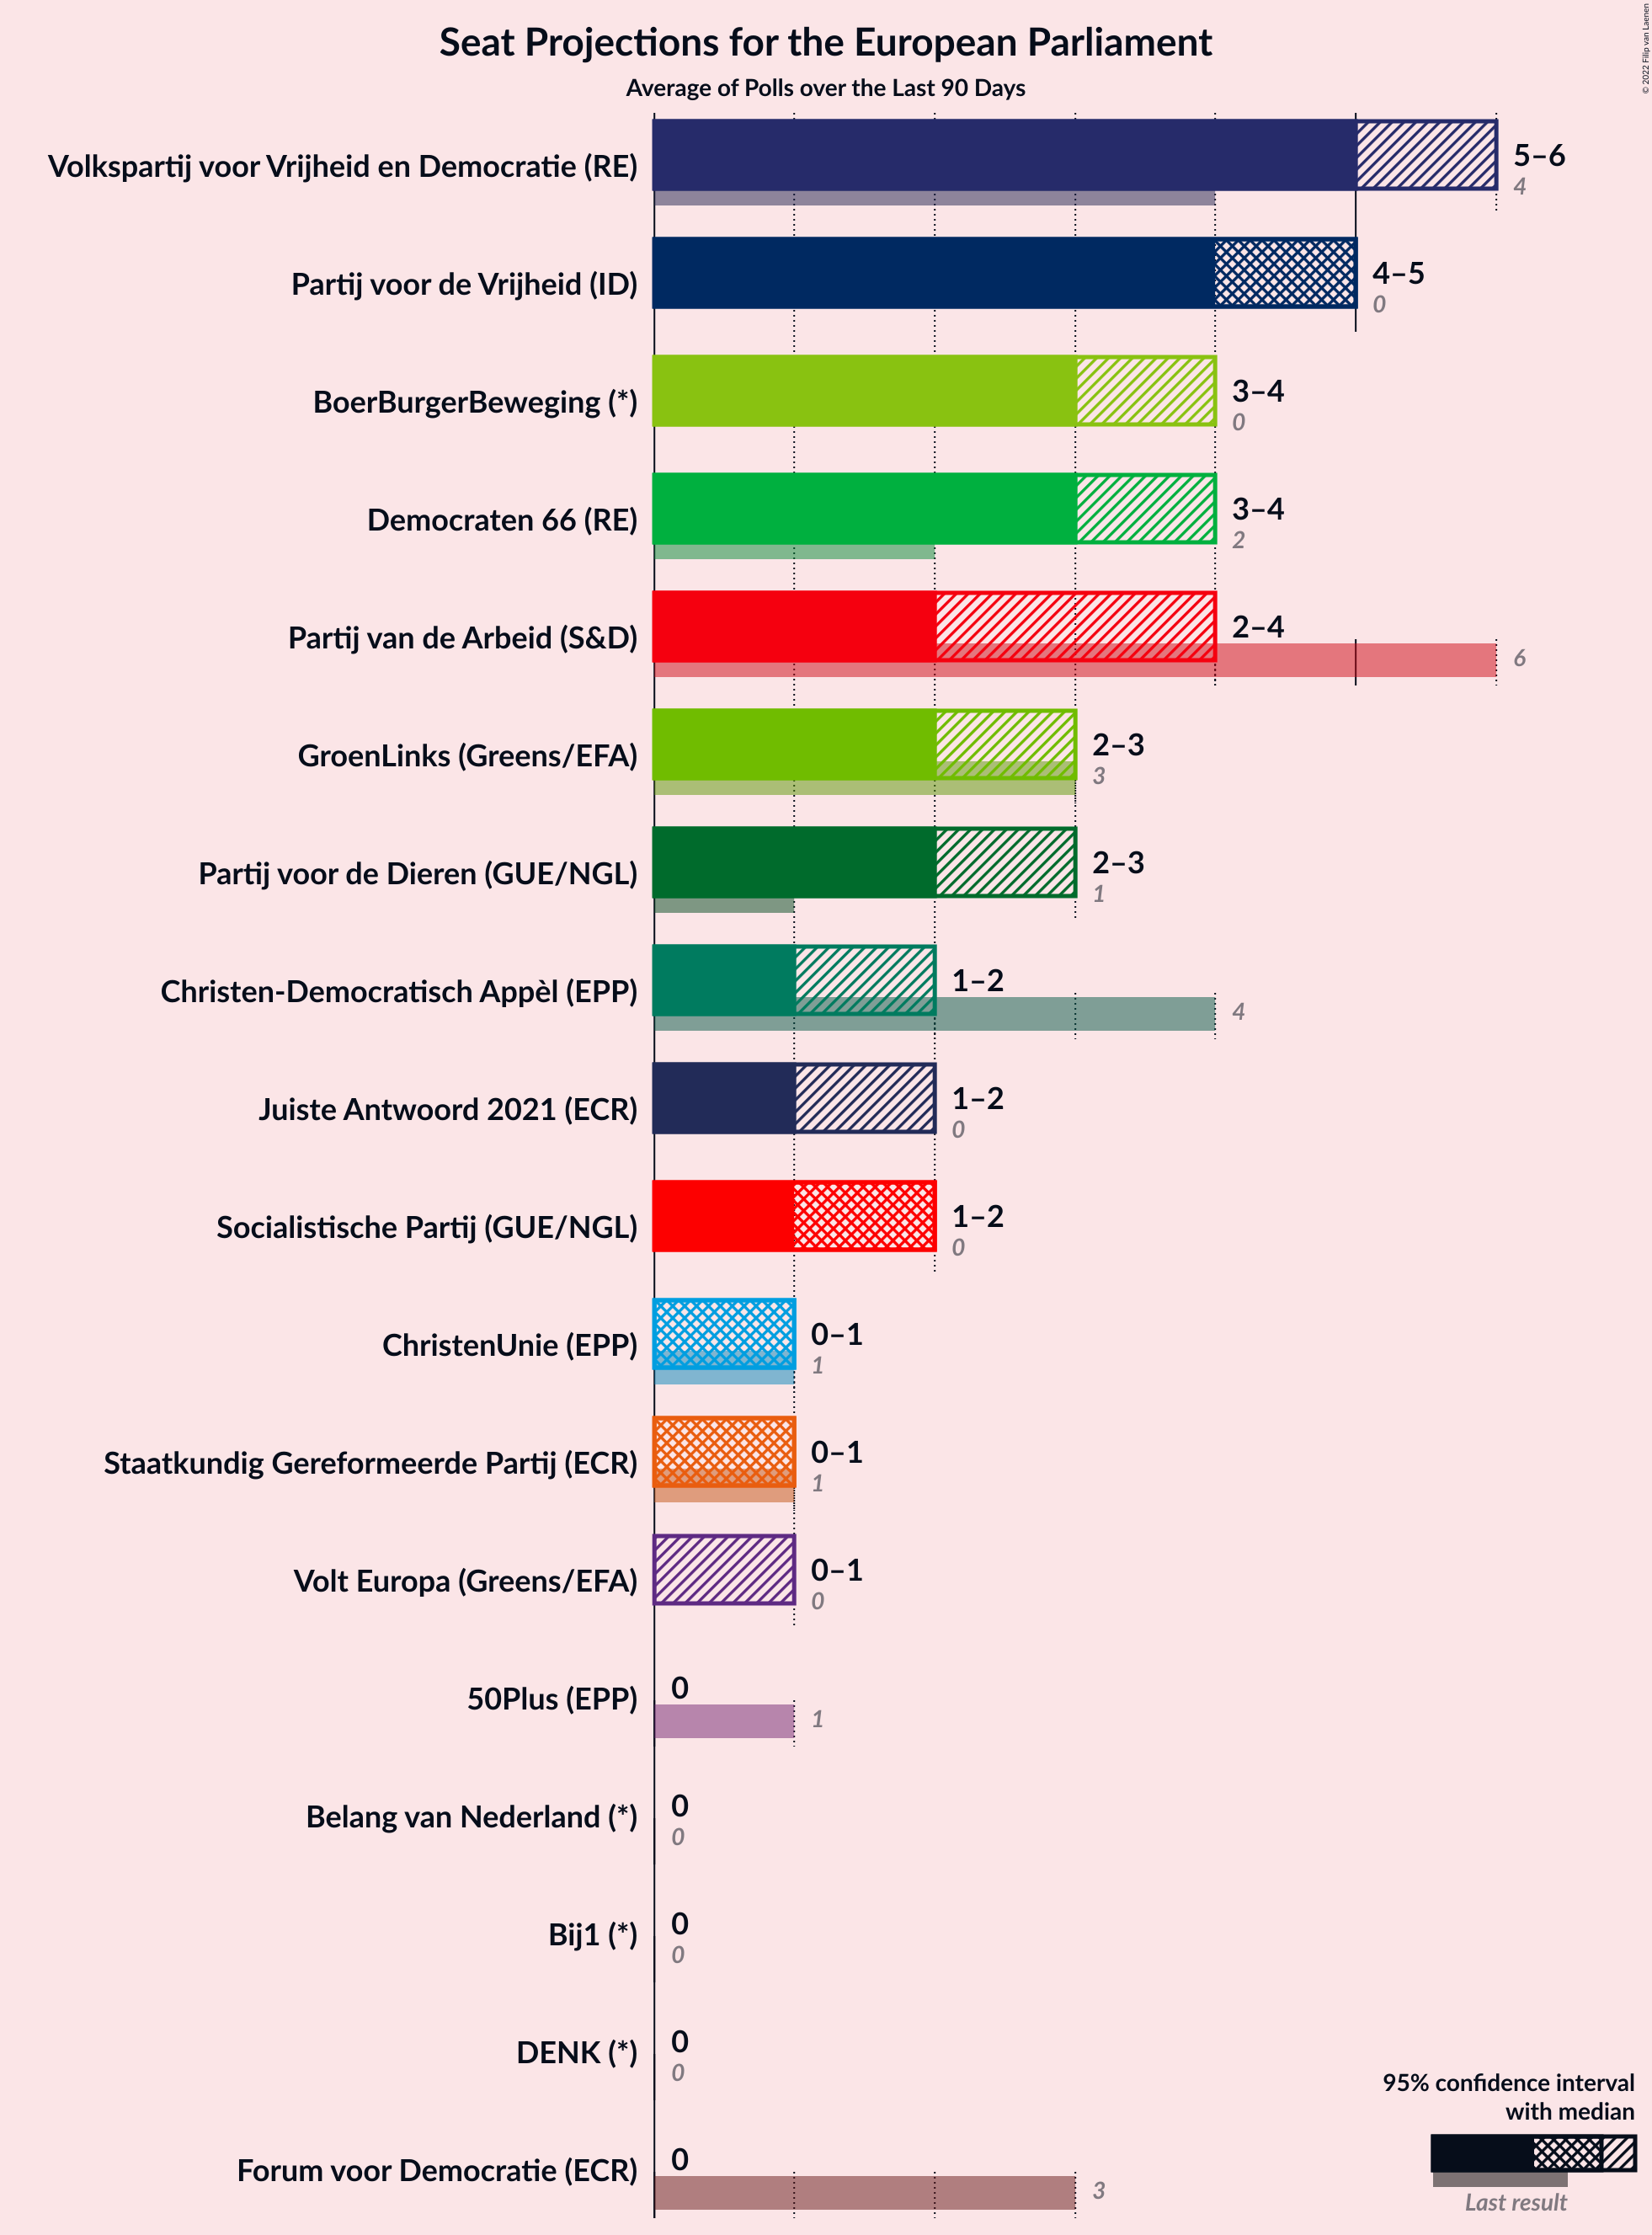 Seat Projections for the European Parliament
Average of Polls over the Last 90 Days
© 2022 Filip van Laenen
Volkspartij voor Vrijheid en Democratie (RE)
5–6
4
Partij voor de Vrijheid (ID)
4–5
0
BoerBurgerBeweging (*)
3–4
0
Democraten 66 (RE)
3–4
2
Partij van de Arbeid (S&D)
2–4
6
GroenLinks (Greens/EFA)
2–3
3
Partij voor de Dieren (GUE/NGL)
2–3
1
Christen-Democratisch Appèl (EPP)
1–2
4
Juiste Antwoord 2021 (ECR)
1–2
0
Socialistische Partij (GUE/NGL)
1–2
0
ChristenUnie (EPP)
0–1
1
Staatkundig Gereformeerde Partij (ECR)
0–1
1
Volt Europa (Greens/EFA)
0–1
0
50Plus (EPP)
0
1
Belang van Nederland (*)
0
0
Bij1 (*)
0
0
DENK (*)
0
0
Forum voor Democratie (ECR)
0
3
95% confidence interval
with median
Last result